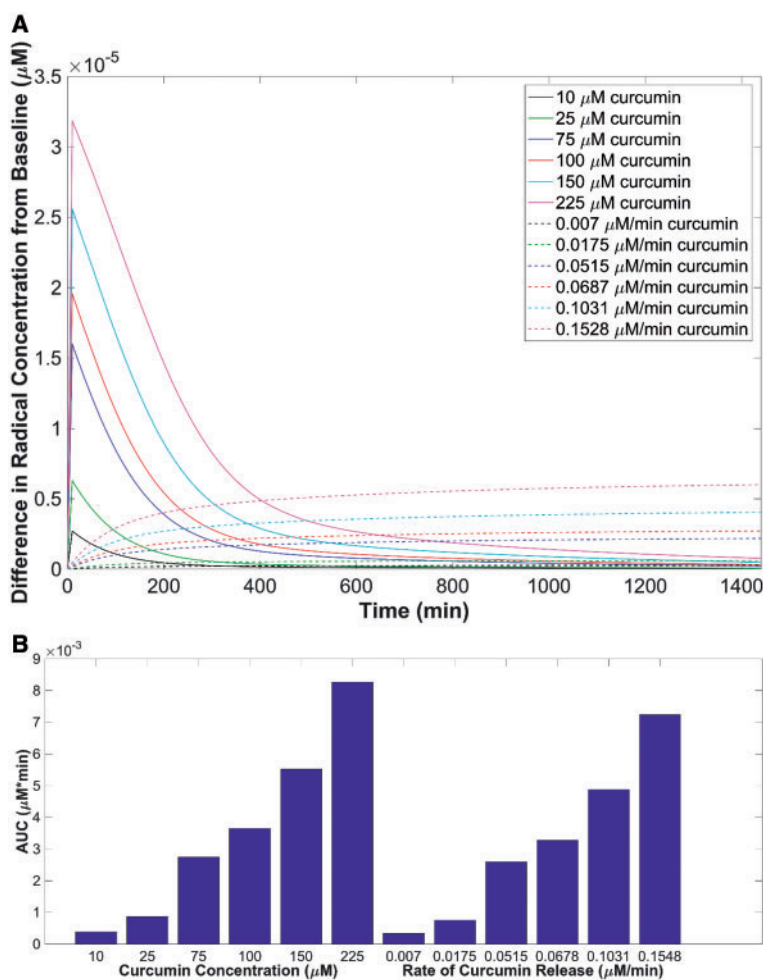 A
×10⁻⁵
Difference in Radical Concentration from Baseline (μM)
3.5
3
2.5
2
1.5
1
0.5
0
0 200 400 600 800 1000 1200 1400
Time (min)
10 μM curcumin
25 μM curcumin
75 μM curcumin
100 μM curcumin
150 μM curcumin
225 μM curcumin
0.007 μM/min curcumin
0.0175 μM/min curcumin
0.0515 μM/min curcumin
0.0687 μM/min curcumin
0.1031 μM/min curcumin
0.1528 μM/min curcumin
B
×10⁻³
AUC (μM*min)
9
8
7
6
5
4
3
2
1
0
10 25 75 100 150 225 0.007 0.0175 0.0515 0.0678 0.1031 0.1548
Curcumin Concentration (μM) Rate of Curcumin Release (μM/min)